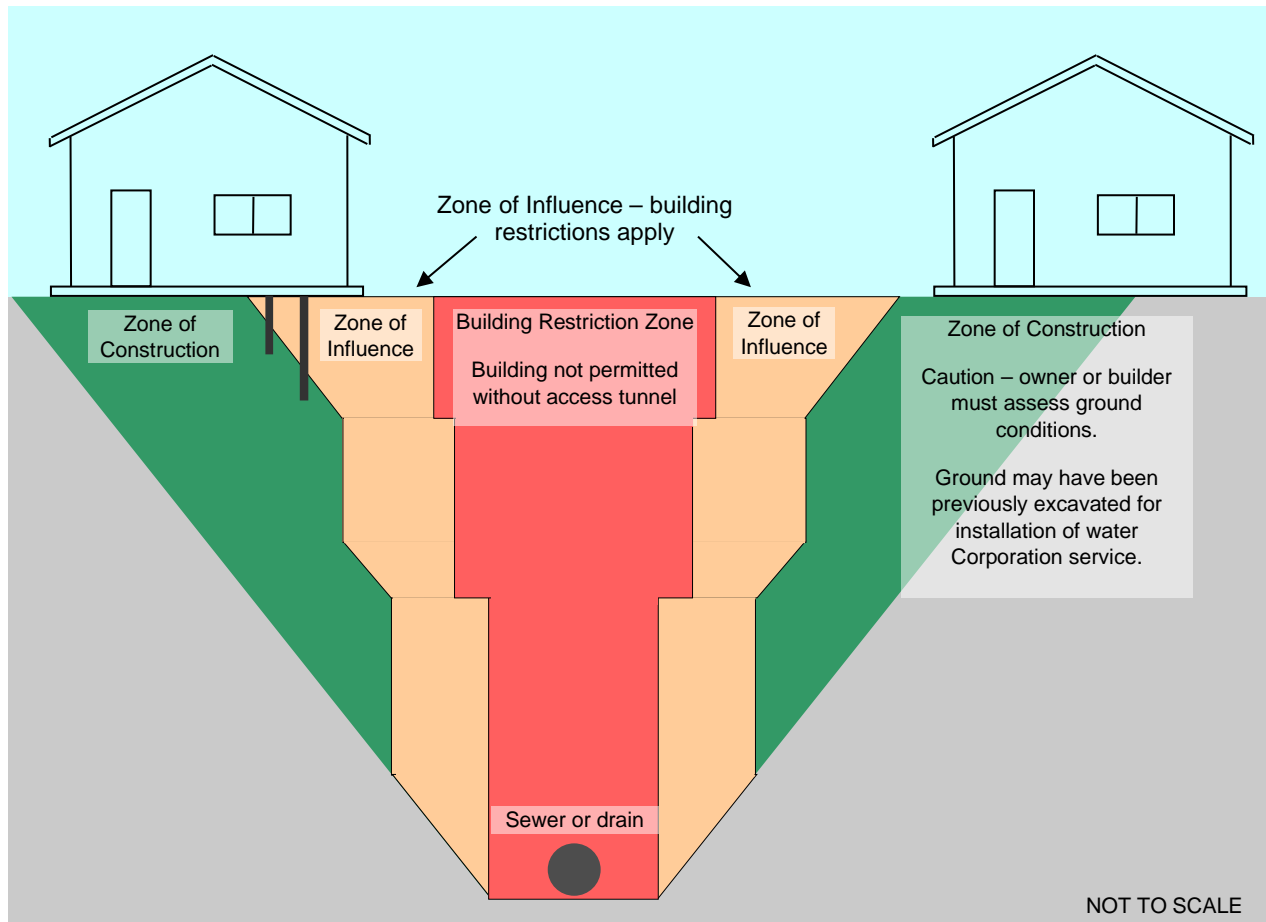 Zone of Influence – building
restrictions apply
Zone of
Construction
Zone of
Influence
Building Restriction Zone
Building not permitted
without access tunnel
Zone of
Influence
Zone of Construction
Caution – owner or builder
must assess ground
conditions.
Ground may have been
previously excavated for
installation of water
Corporation service.
Sewer or drain
NOT TO SCALE